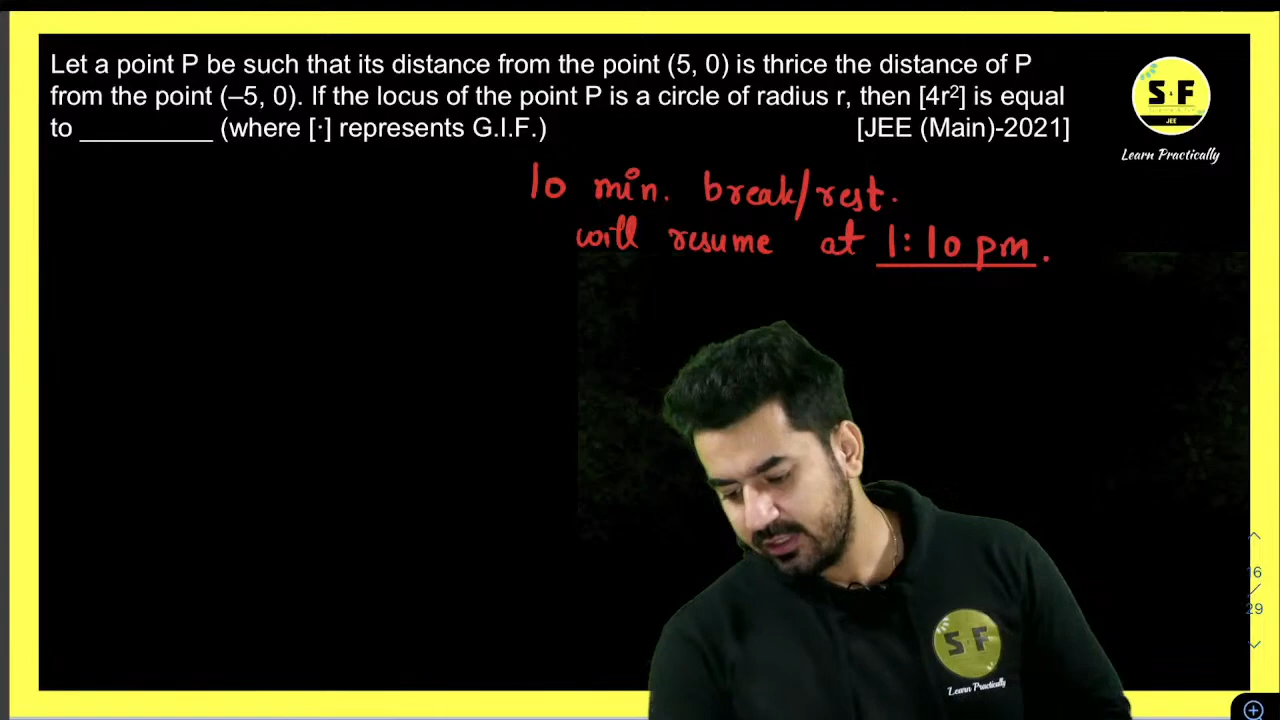 Let a point P be such that its distance from the point (5, 0) is thrice the distance of P
from the point (–5, 0). If the locus of the point P is a circle of radius r, then [4r²] is equal
to _________ (where [·] represents G.I.F.) [JEE (Main)-2021]
S F
JEE
Learn Practically
10 min. break/rest.
will resume at 1:10 pm.
16
/
29
S F
Learn Practically